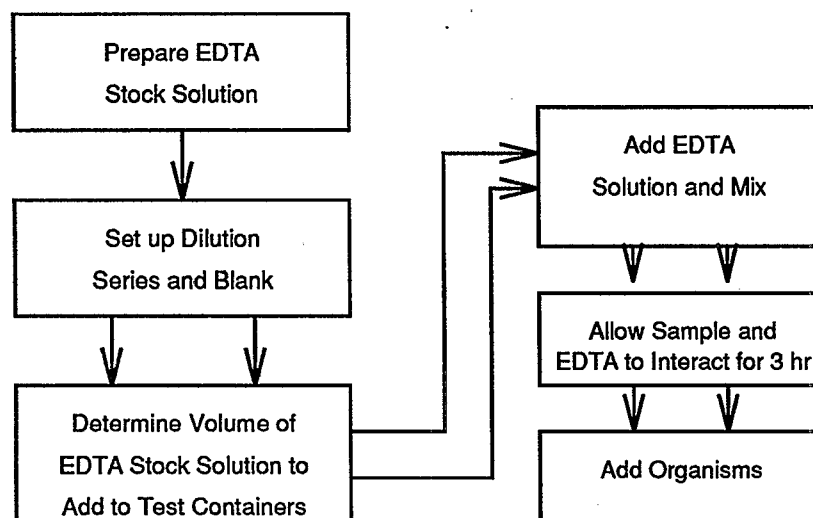 Prepare EDTA
Stock Solution
Set up Dilution
Series and Blank
Determine Volume of
EDTA Stock Solution to
Add to Test Containers
Add EDTA
Solution and Mix
Allow Sample and
EDTA to Interact for 3 hr
Add Organisms